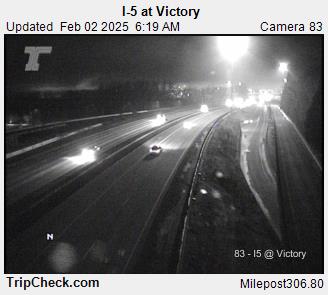 I-5 at Victory
Updated  Feb 02 2025  6:19 AM
Camera 83
T
N
83 - I5 @ Victory
TripCheck.com
Milepost306.80